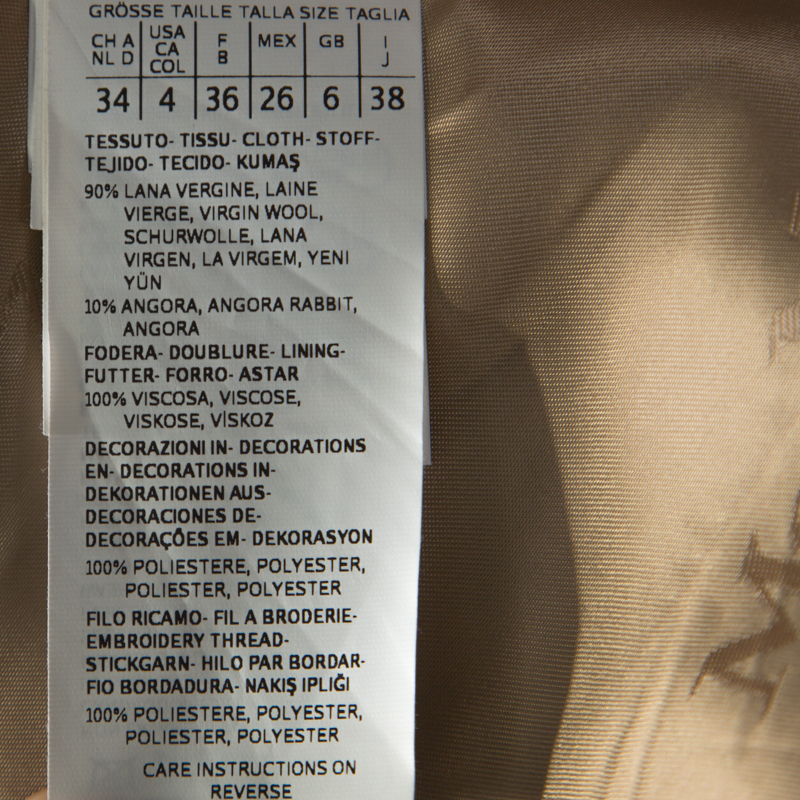 GRÖSSE TAILLE TALLA SIZE TAGLIA
CH A NL D USA CA COL F B MEX GB I J
34 4 36 26 6 38
TESSUTO- TISSU- CLOTH- STOFF-
TEJIDO- TECIDO- KUMAŞ
90% LANA VERGINE, LAINE
VIERGE, VIRGIN WOOL,
SCHURWOLLE, LANA
VIRGEN, LA VIRGEM, YENI
YÜN
10% ANGORA, ANGORA RABBIT,
ANGORA
FODERA- DOUBLURE- LINING-
FUTTER- FORRO- ASTAR
100% VISCOSA, VISCOSE,
VISKOSE, VİSKOZ
DECORAZIONI IN- DECORATIONS
EN- DECORATIONS IN-
DEKORATIONEN AUS-
DECORACIONES DE-
DECORAÇÕES EM- DEKORASYON
100% POLIESTERE, POLYESTER,
POLIESTER, POLYESTER
FILO RICAMO- FIL A BRODERIE-
EMBROIDERY THREAD-
STICKGARN- HILO PAR BORDAR-
FIO BORDADURA- NAKIŞ IPLIĞI
100% POLIESTERE, POLYESTER,
POLIESTER, POLYESTER
CARE INSTRUCTIONS ON
REVERSE